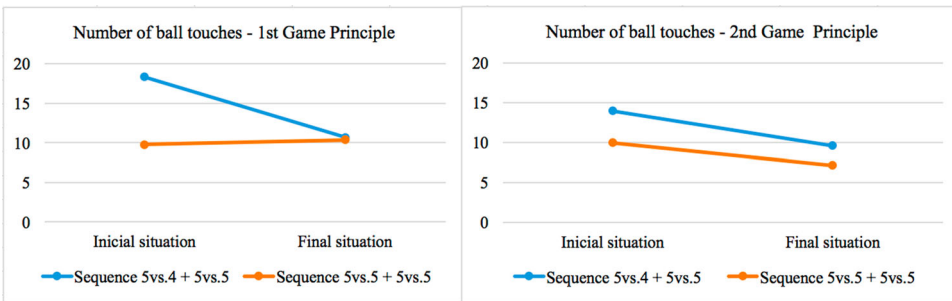 Number of ball touches - 1st Game Principle
20
15
10
5
0
Inicial situation Final situation
Sequence 5vs.4 + 5vs.5 Sequence 5vs.5 + 5vs.5
Number of ball touches - 2nd Game Principle
20
15
10
5
0
Inicial situation Final situation
Sequence 5vs.4 + 5vs.5 Sequence 5vs.5 + 5vs.5